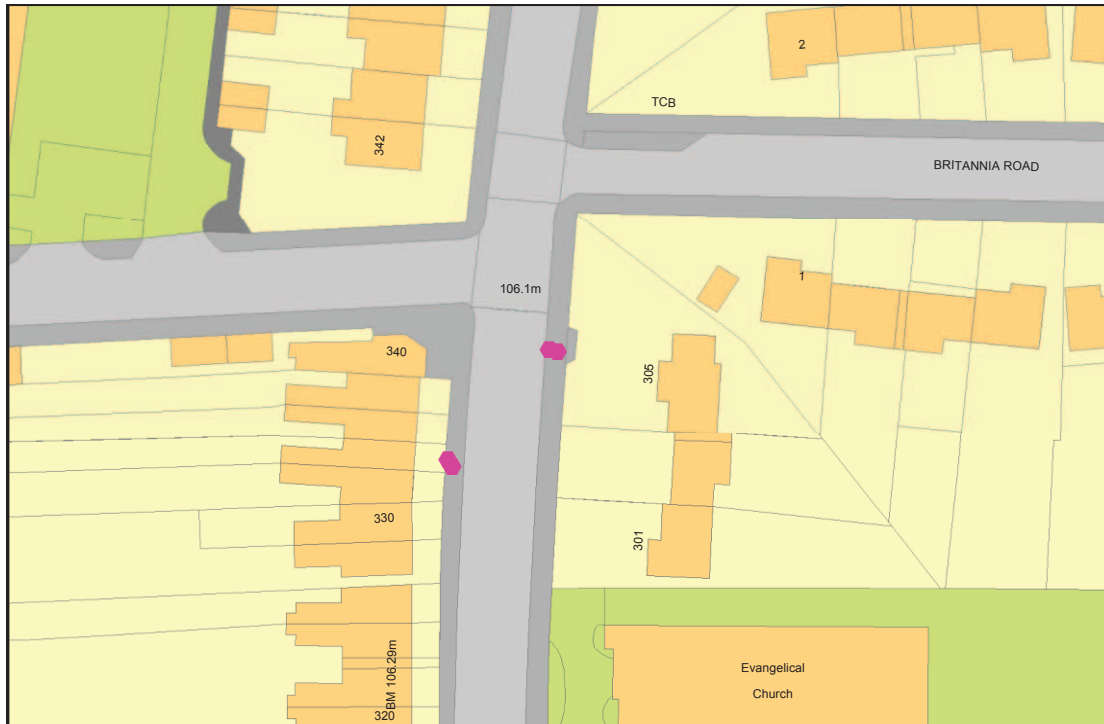 2
TCB
342
BRITANNIA ROAD
1
106.1m
340
305
330
301
BM 106.29m
Evangelical
Church
320